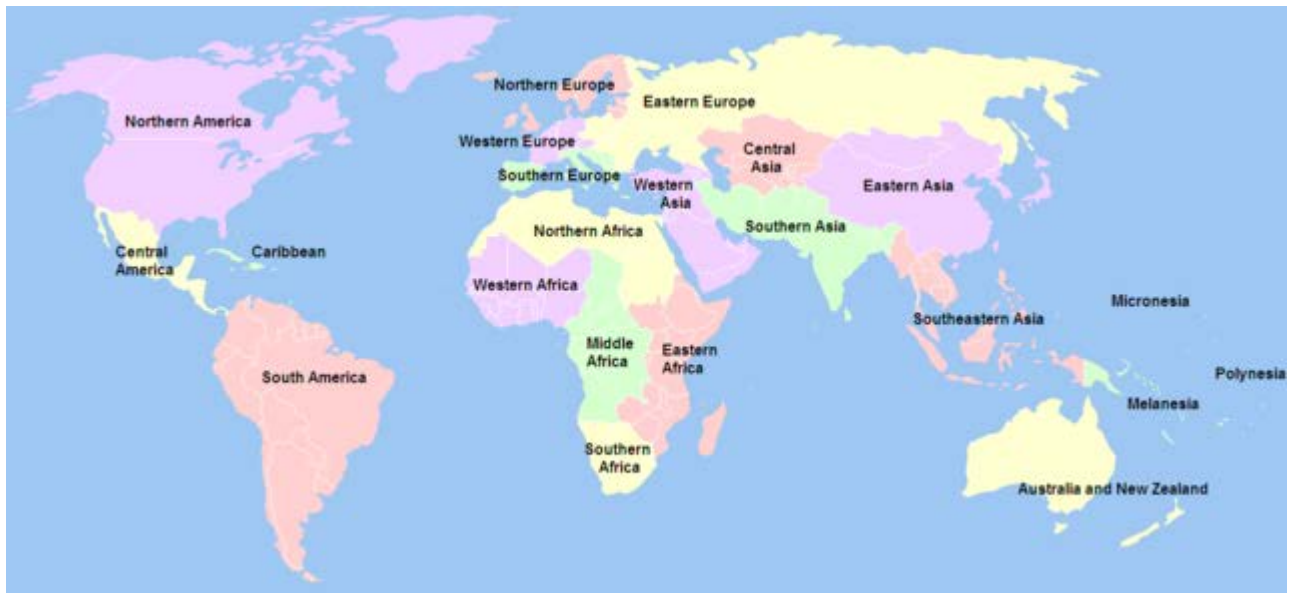 Northern Europe
Eastern Europe
Northern America
Western Europe
Central
Asia
Southern Europe
Western
Asia
Eastern Asia
Northern Africa
Southern Asia
Central
America
Caribbean
Western Africa
Micronesia
Southeastern Asia
Middle
Africa
Eastern
Africa
South America
Polynesia
Melanesia
Southern
Africa
Australia and New Zealand